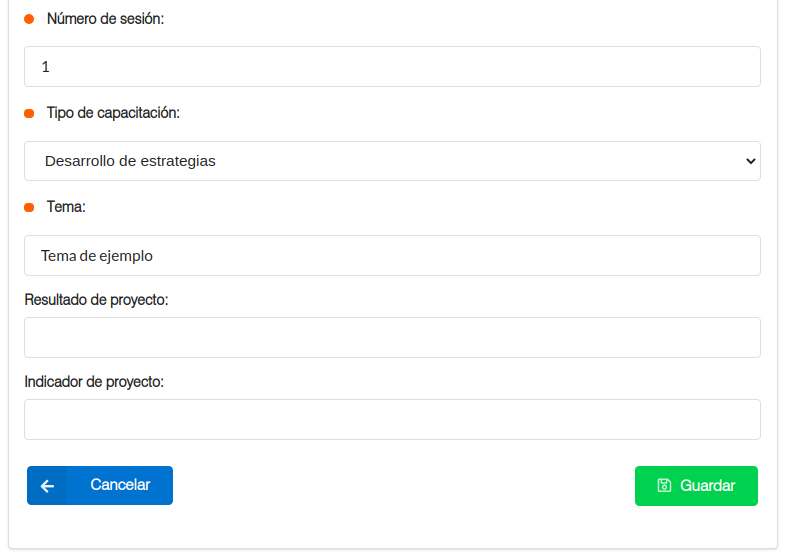 Número de sesión:
1
Tipo de capacitación:
Desarrollo de estrategias
Tema:
Tema de ejemplo
Resultado de proyecto:
Indicador de proyecto:
Cancelar
Guardar